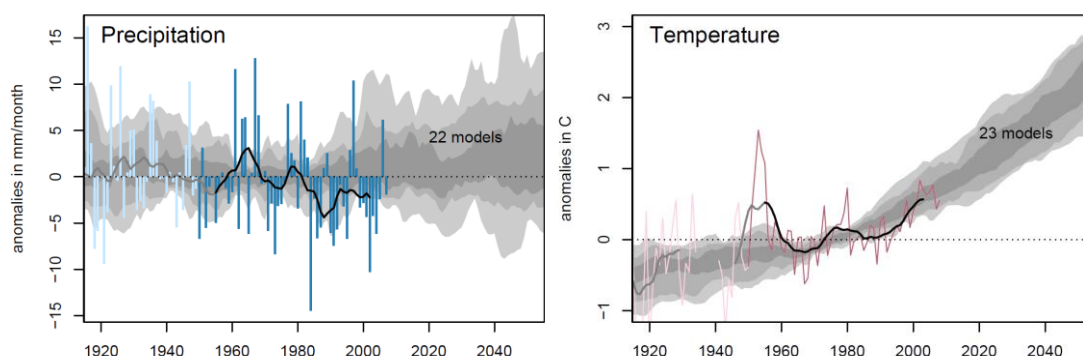 Precipitation
anomalies in mm/month
15
10
5
0
−5
−10
−15
22 models
1920 1940 1960 1980 2000 2020 2040
Temperature
anomalies in C
3
2
1
0
−1
23 models
1920 1940 1960 1980 2000 2020 2040